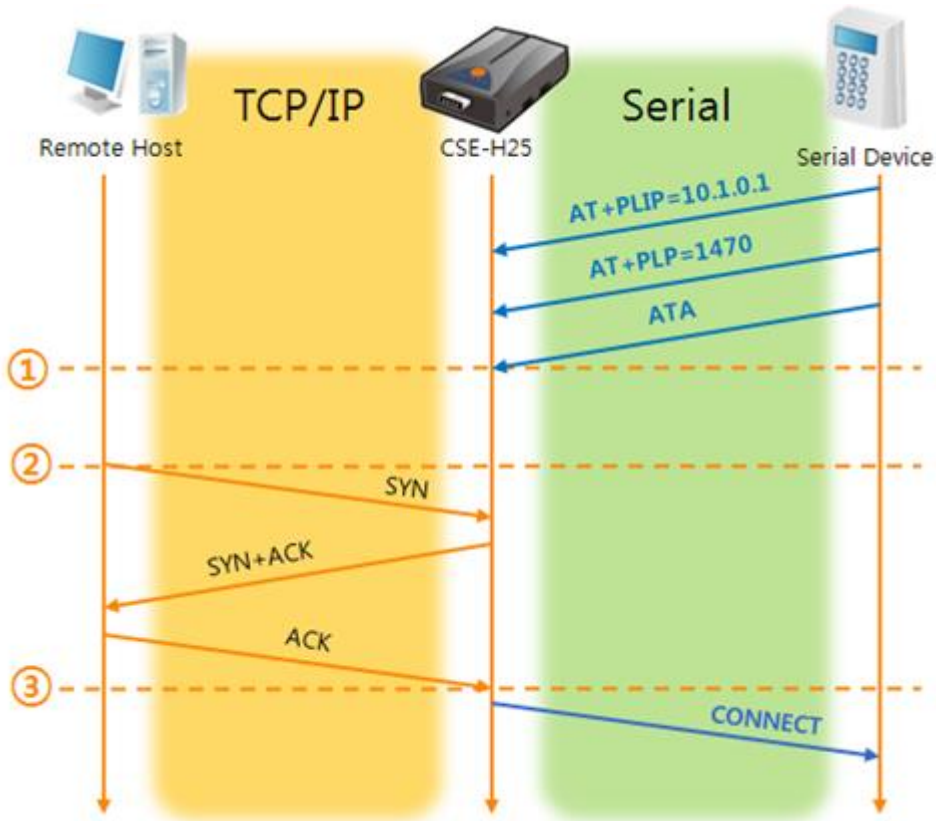 TCP/IP
Serial
Remote Host
CSE-H25
Serial Device
AT+PLIP=10.1.0.1
AT+PLP=1470
ATA
①
②
SYN
SYN+ACK
ACK
③
CONNECT